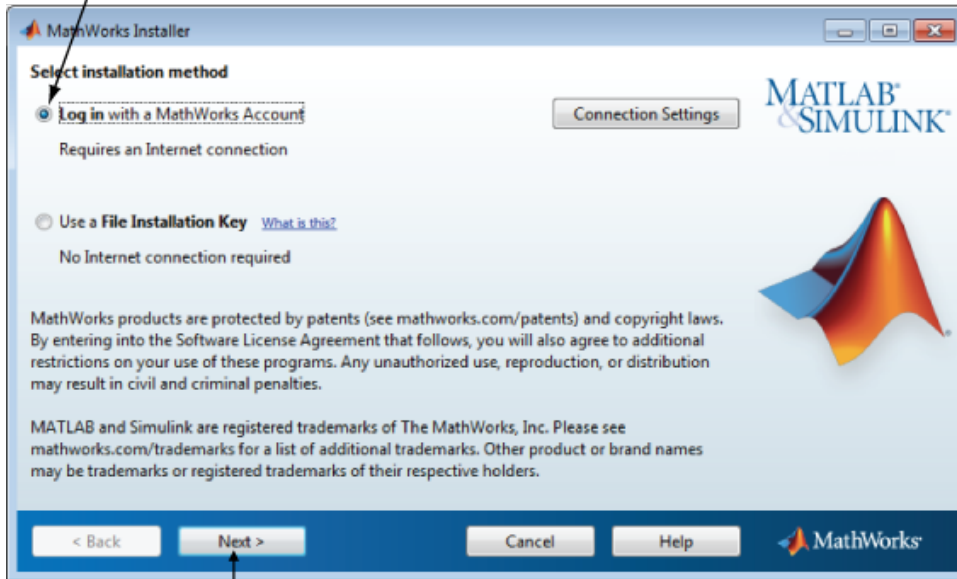 MathWorks Installer
Select installation method
Log in with a MathWorks Account
Connection Settings
MATLAB®
&SIMULINK®
Requires an Internet connection
Use a File Installation Key What is this?
No Internet connection required
MathWorks products are protected by patents (see mathworks.com/patents) and copyright laws.
By entering into the Software License Agreement that follows, you will also agree to additional
restrictions on your use of these programs. Any unauthorized use, reproduction, or distribution
may result in civil and criminal penalties.
MATLAB and Simulink are registered trademarks of The MathWorks, Inc. Please see
mathworks.com/trademarks for a list of additional trademarks. Other product or brand names
may be trademarks or registered trademarks of their respective holders.
< Back
Next >
Cancel
Help
MathWorks®